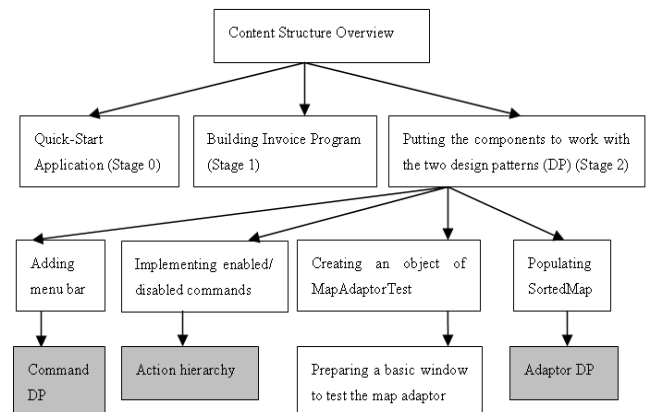 Content Structure Overview
Quick-Start
Application (Stage 0)
Building Invoice Program
(Stage 1)
Putting the components to work with
the two design patterns (DP) (Stage 2)
Adding
menu bar
Implementing enabled/
disabled commands
Creating an object of
MapAdaptorTest
Populating
SortedMap
Command
DP
Action hierarchy
Preparing a basic window
to test the map adaptor
Adaptor DP